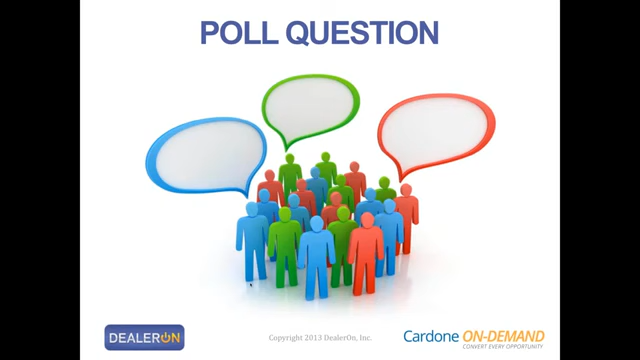 POLL QUESTION
DEALERON
Copyright 2013 DealerOn, Inc.
Cardone ON-DEMAND
CONVERT EVERY OPPORTUNITY